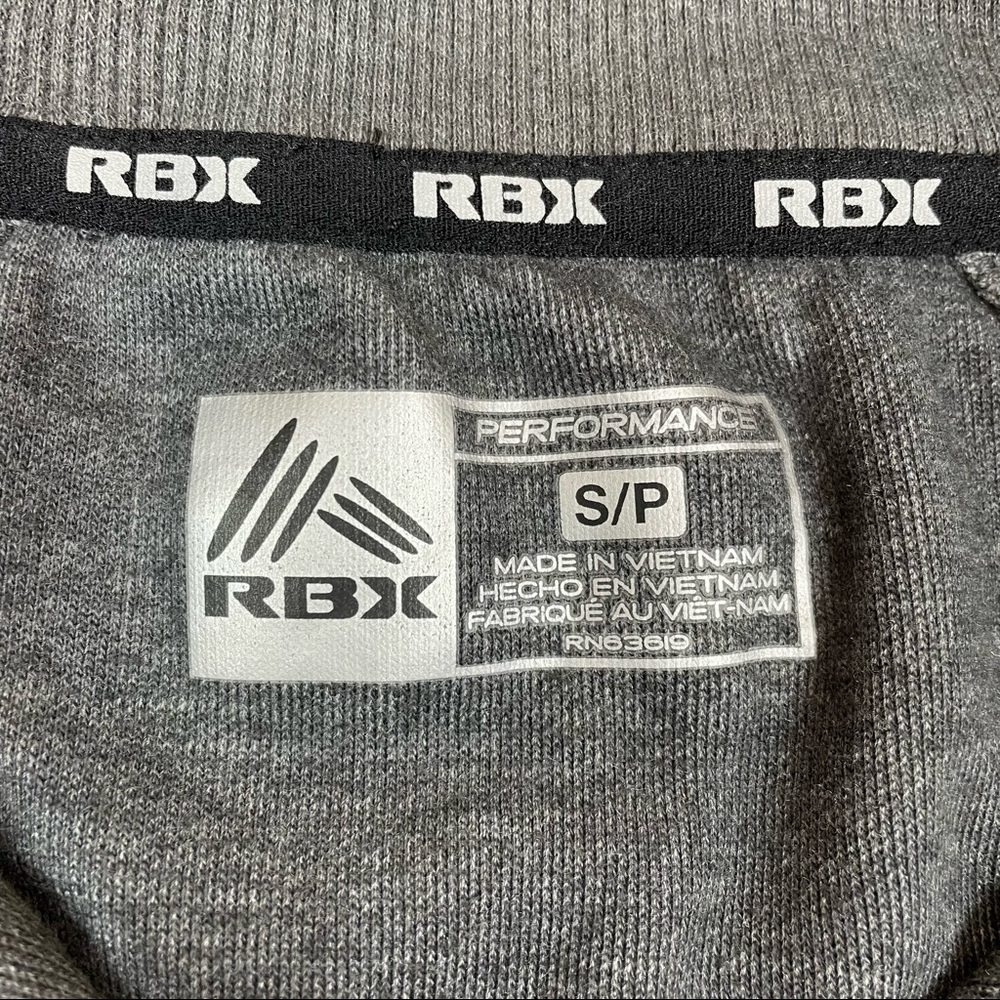 RBX RBX RBX
PERFORMANCE
S/P
RBX
MADE IN VIETNAM
HECHO EN VIETNAM
FABRIQUÉ AU VIÊT-NAM
RN63619